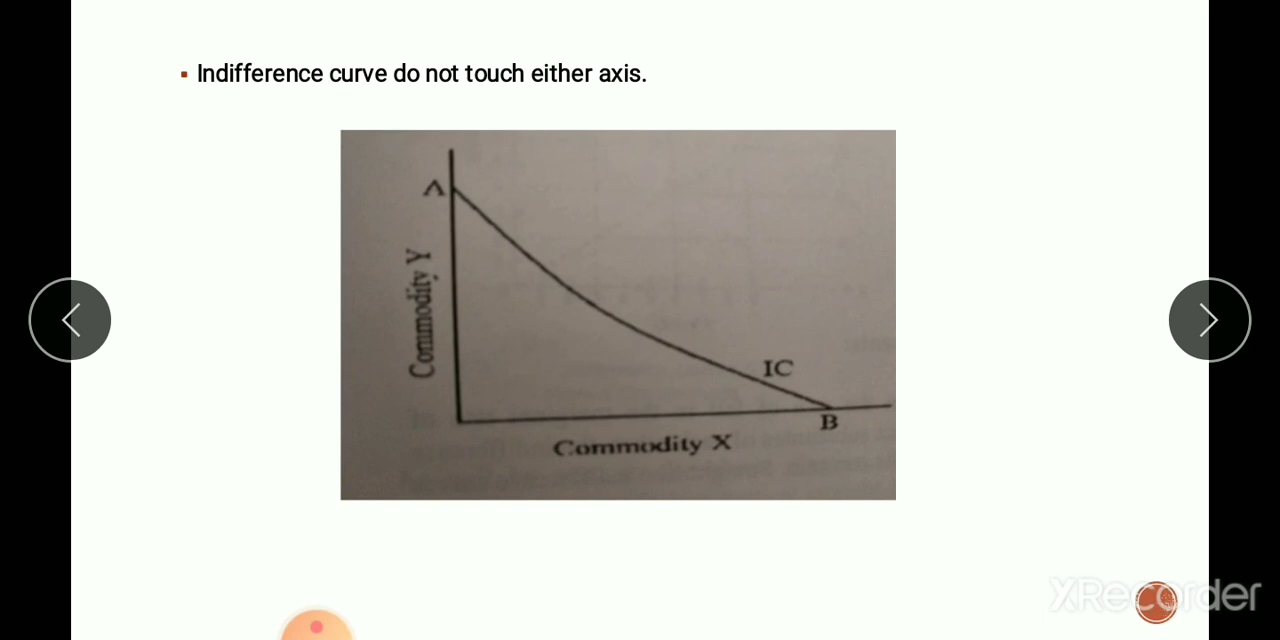 Indifference curve do not touch either axis.
A
Commodity Y
IC
B
Commodity X
XRecorder